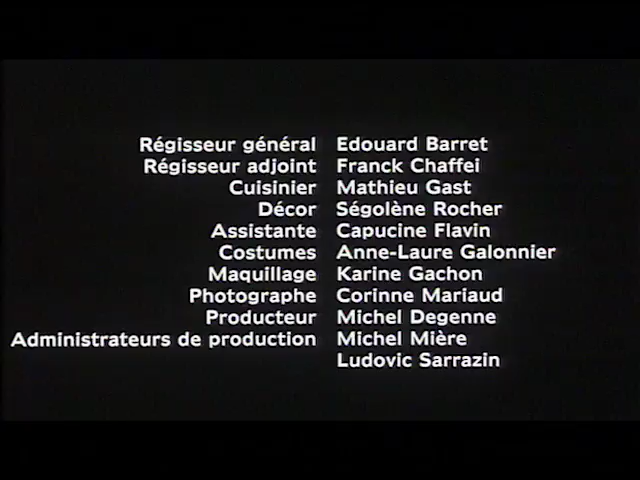 Régisseur général Edouard Barret
Régisseur adjoint Franck Chaffei
Cuisinier Mathieu Gast
Décor Ségolène Rocher
Assistante Capucine Flavin
Costumes Anne-Laure Galonnier
Maquillage Karine Gachon
Photographe Corinne Mariaud
Producteur Michel Degenne
Administrateurs de production Michel Mière
Ludovic Sarrazin